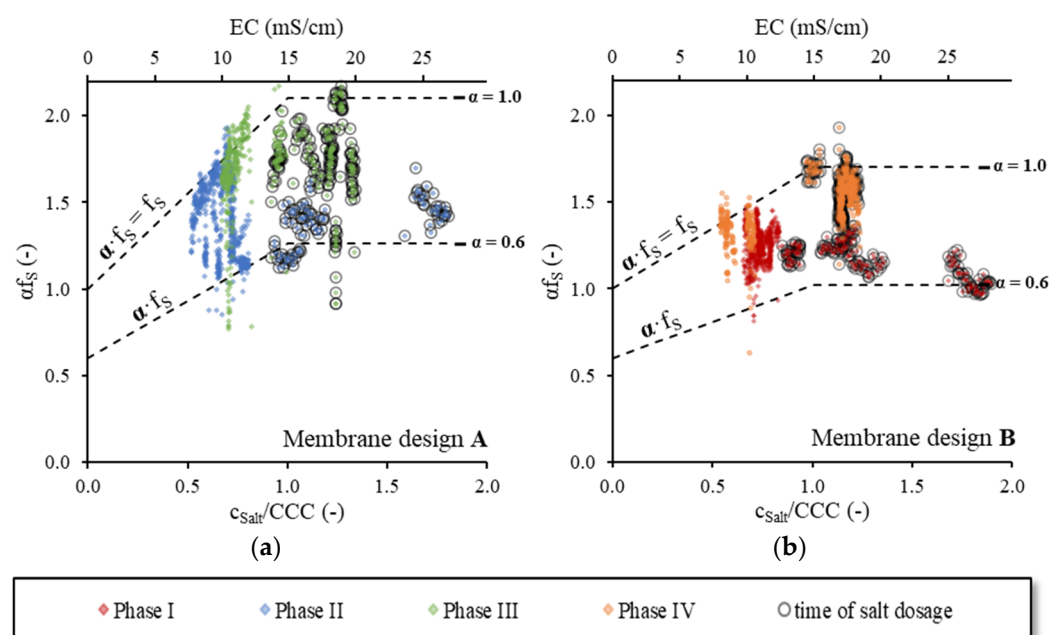 EC (mS/cm)
0 5 10 15 20 25
αfS (-)
2.0
1.5
1.0
0.5
0.0
α = 1.0
α·fS = fS
α = 0.6
α·fS
Membrane design A
0.0 0.5 1.0 1.5 2.0
cSalt/CCC (-)
(a)
EC (mS/cm)
0 5 10 15 20 25
αfS (-)
2.0
1.5
1.0
0.5
0.0
α = 1.0
α·fS = fS
α = 0.6
α·fS
Membrane design B
0.0 0.5 1.0 1.5 2.0
cSalt/CCC (-)
(b)
Phase I Phase II Phase III Phase IV time of salt dosage